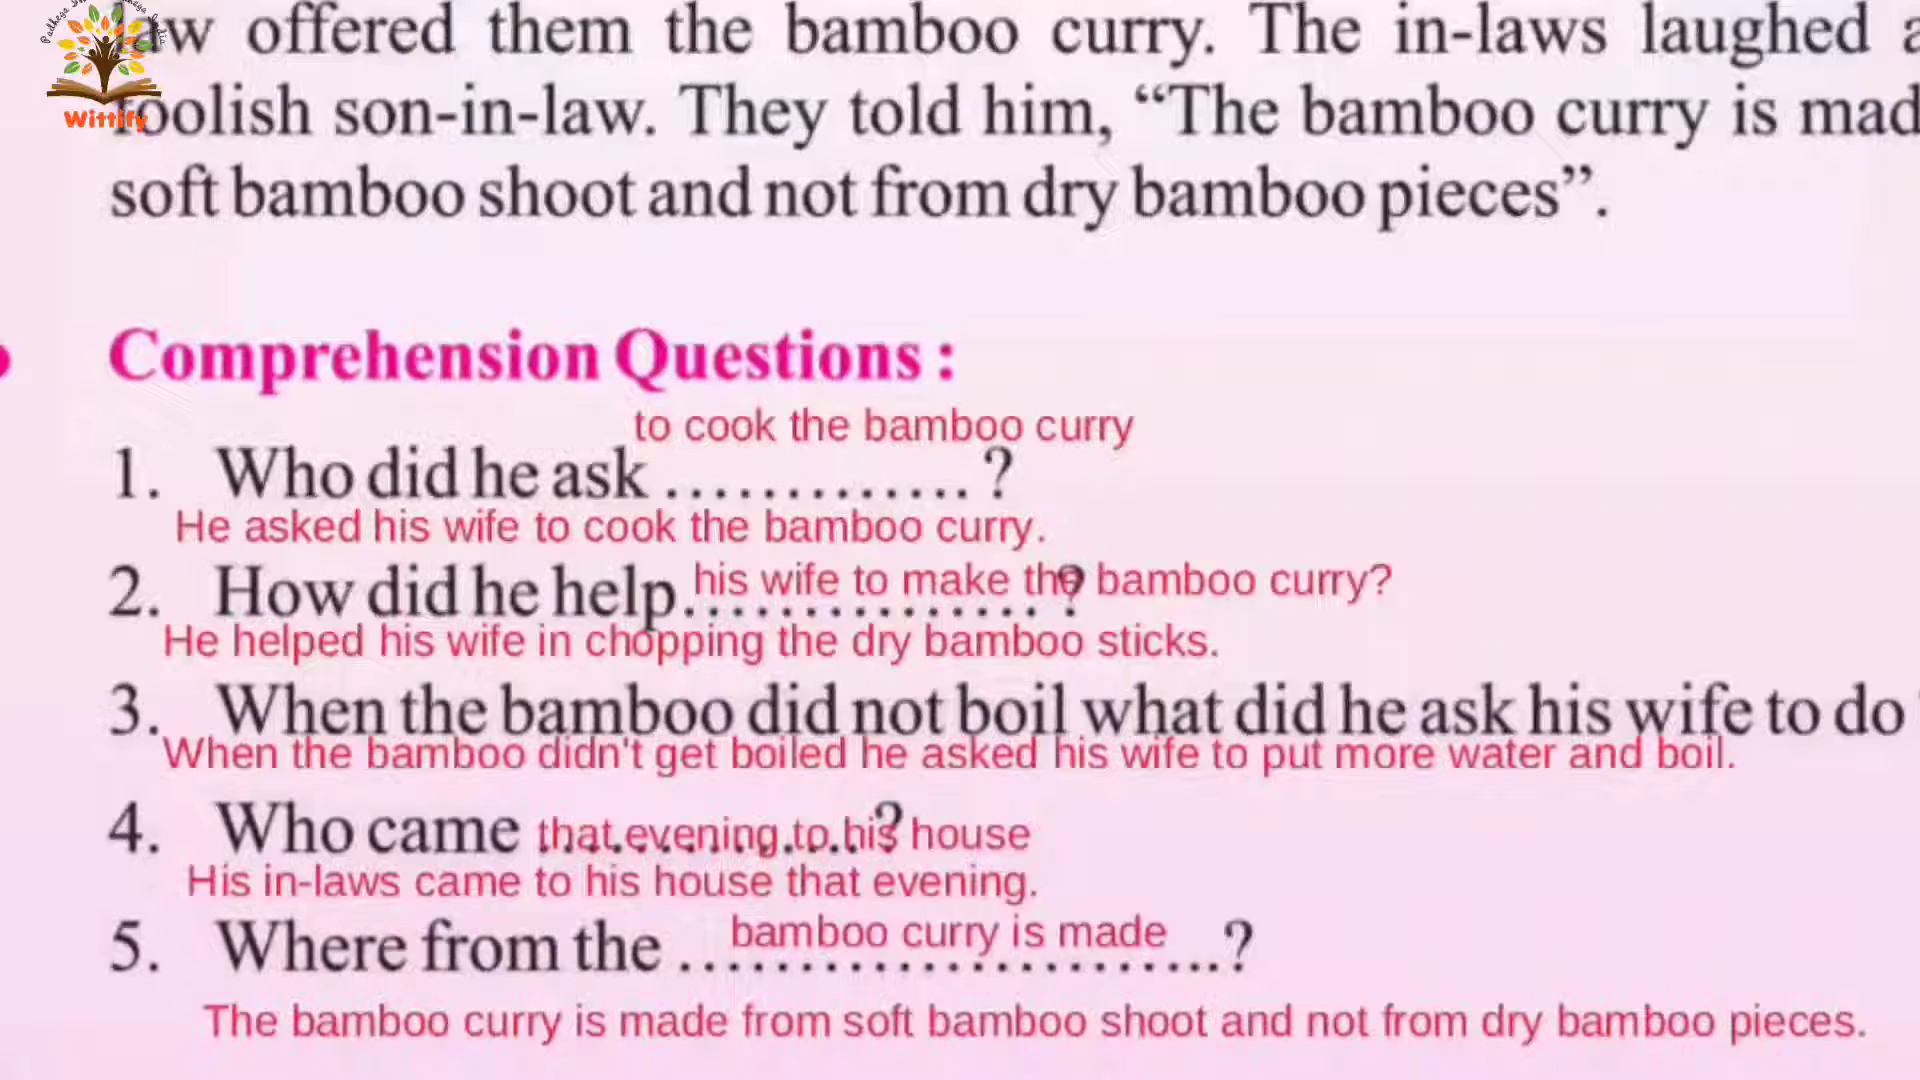 law offered them the bamboo curry. The in-laws laughed
foolish son-in-law. They told him, “The bamboo curry is mad
soft bamboo shoot and not from dry bamboo pieces”.
Wittify
Comprehension Questions :
to cook the bamboo curry
1. Who did he ask .............?
He asked his wife to cook the bamboo curry.
2. How did he help...............? his wife to make the bamboo curry?
He helped his wife in chopping the dry bamboo sticks.
3. When the bamboo did not boil what did he ask his wife to do
When the bamboo didn't get boiled he asked his wife to put more water and boil.
4. Who came ..............? that evening to his house
His in-laws came to his house that evening.
bamboo curry is made
5. Where from the .......................?
The bamboo curry is made from soft bamboo shoot and not from dry bamboo pieces.